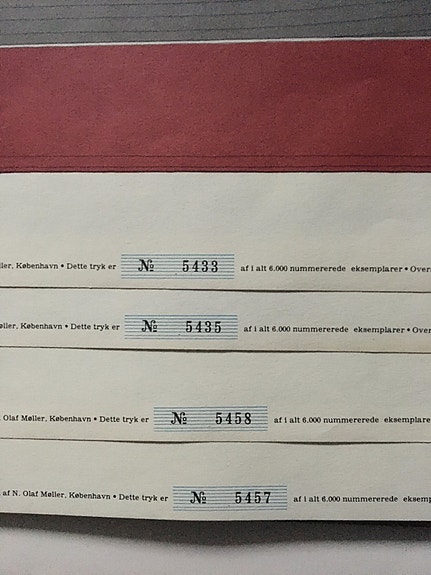 ller, København • Dette tryk er № 5433 af i alt 6.000 nummererede eksemplarer • Over
øller, København • Dette tryk er № 5435 af i alt 6.000 nummererede eksemplarer • Over
Olaf Møller, København • Dette tryk er № 5458 af i alt 6.000 nummererede eksemplare
af N. Olaf Møller, København • Dette tryk er № 5457 af i alt 6.000 nummererede eksemp